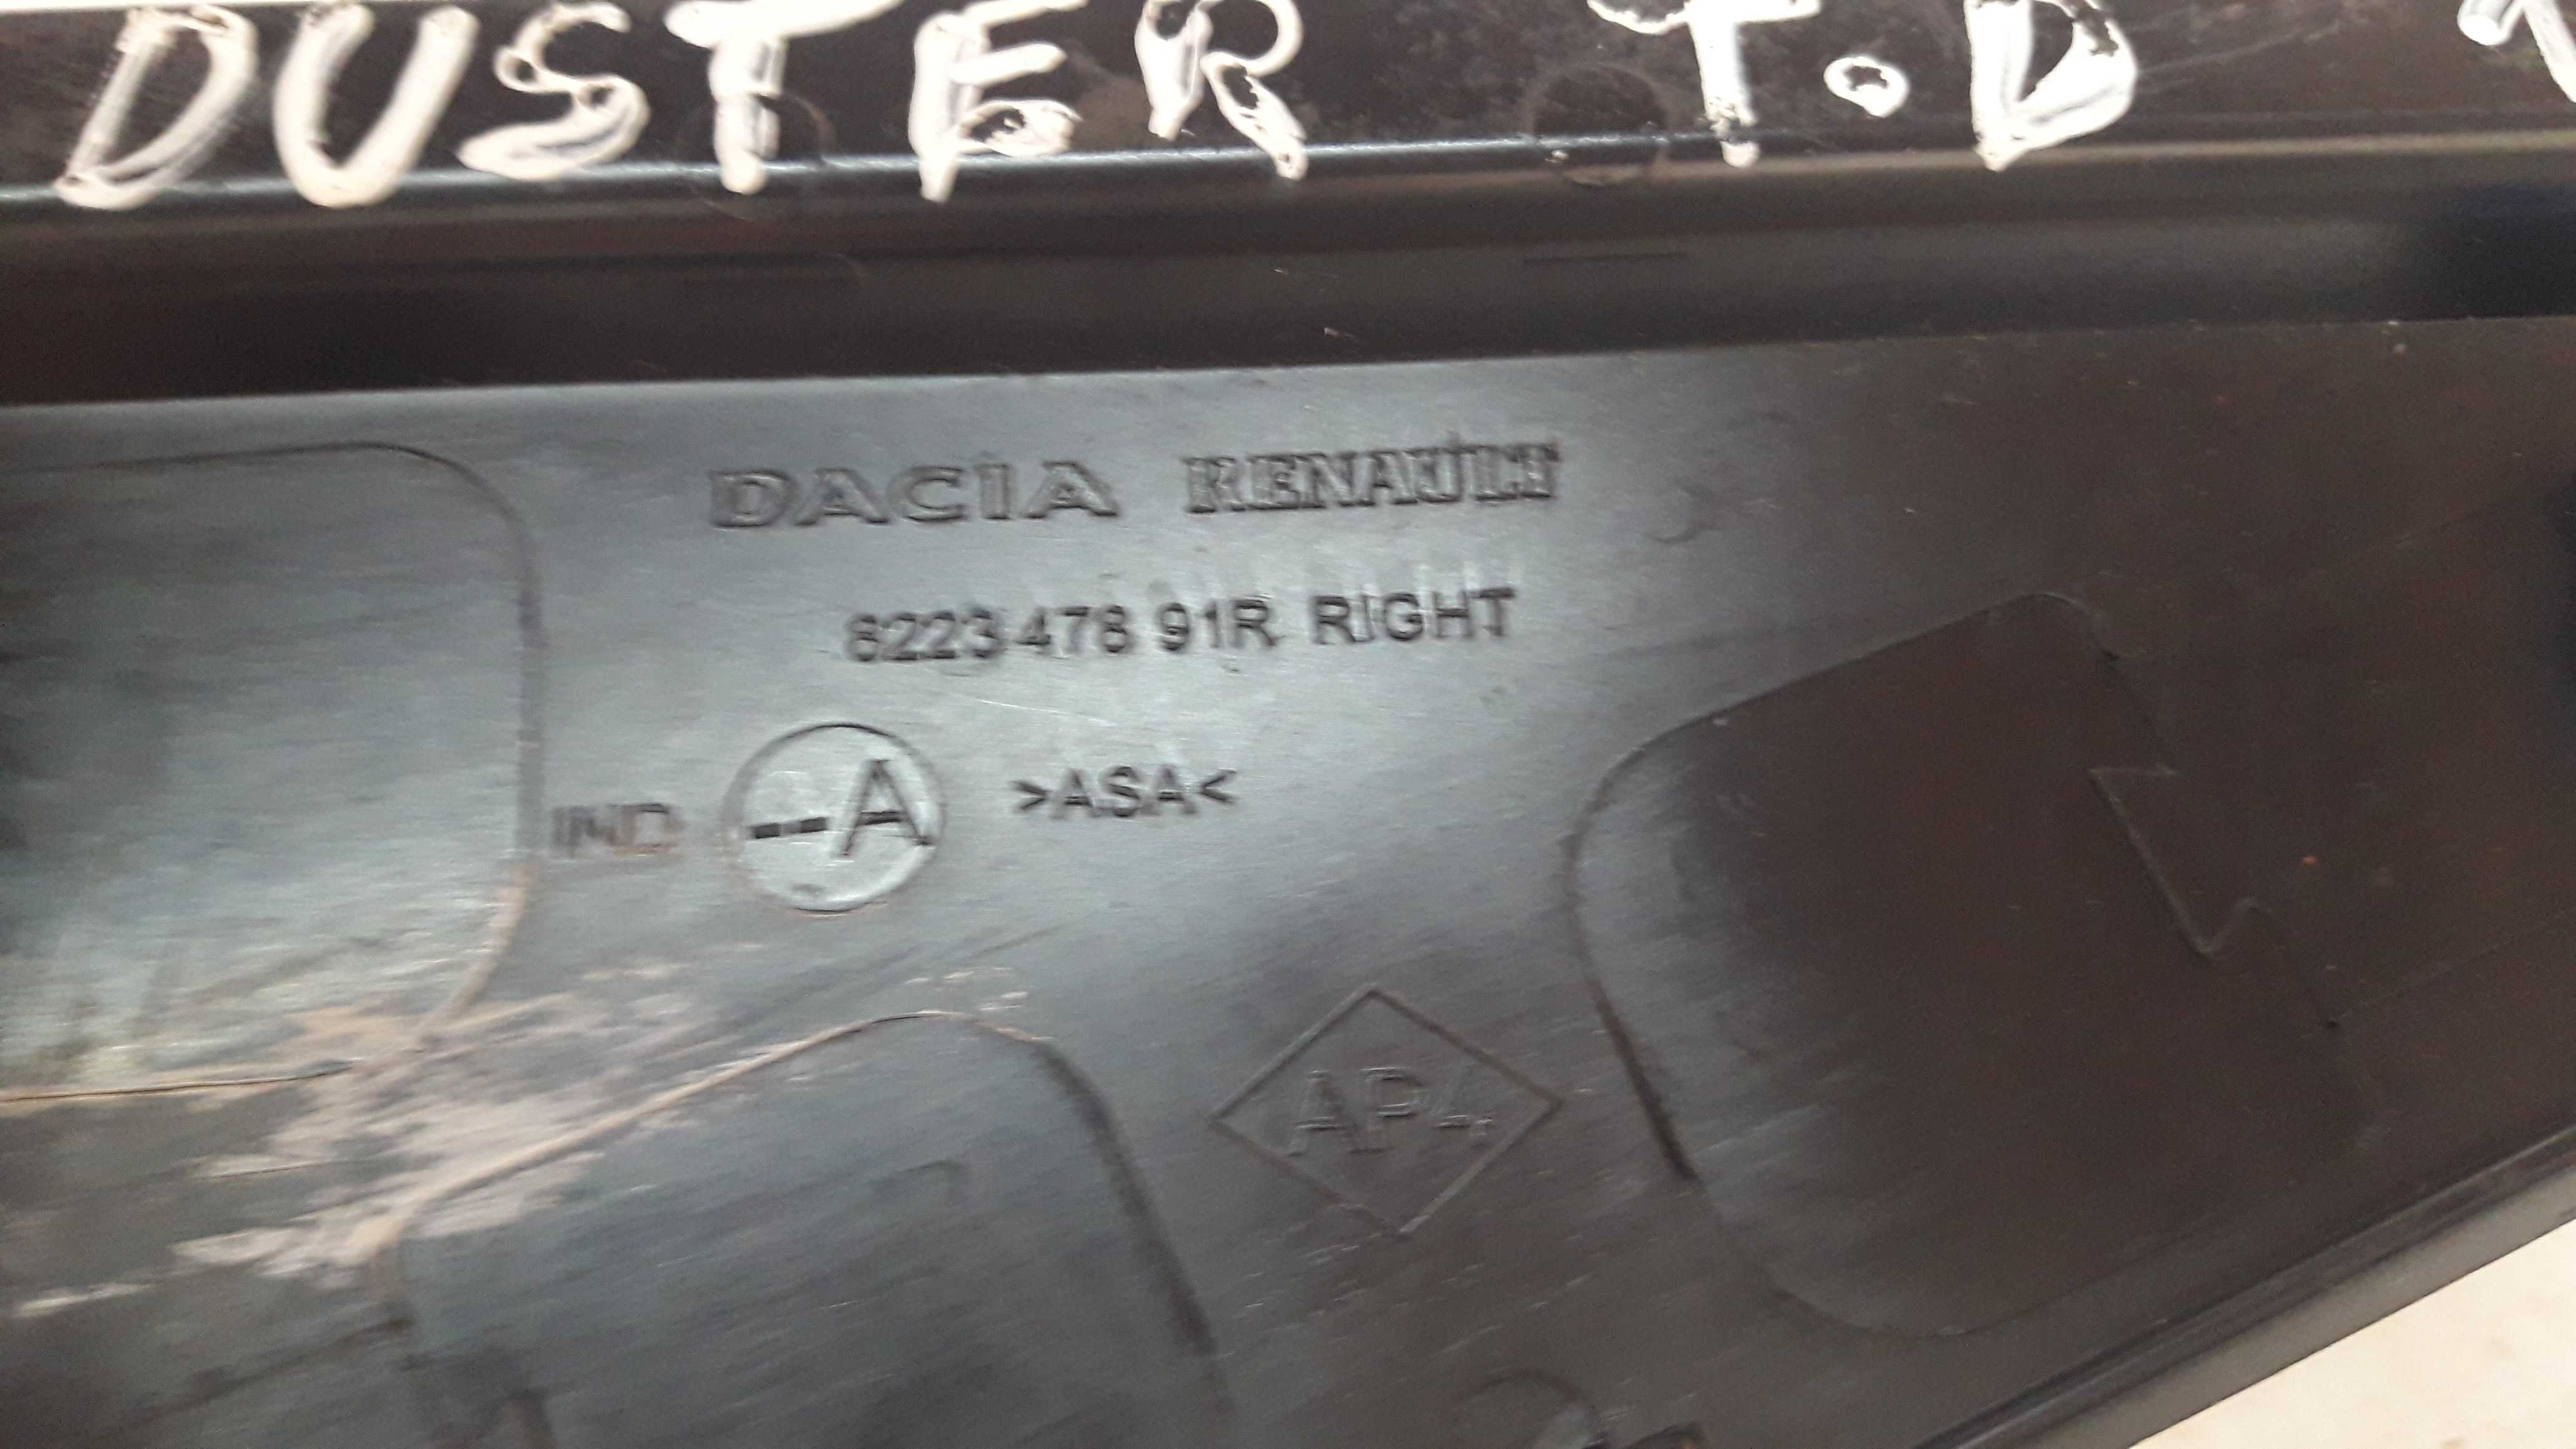 DUSTER T.D
DACIA RENAULT
8223 478 91R RIGHT
IND -A >ASA<
AP4